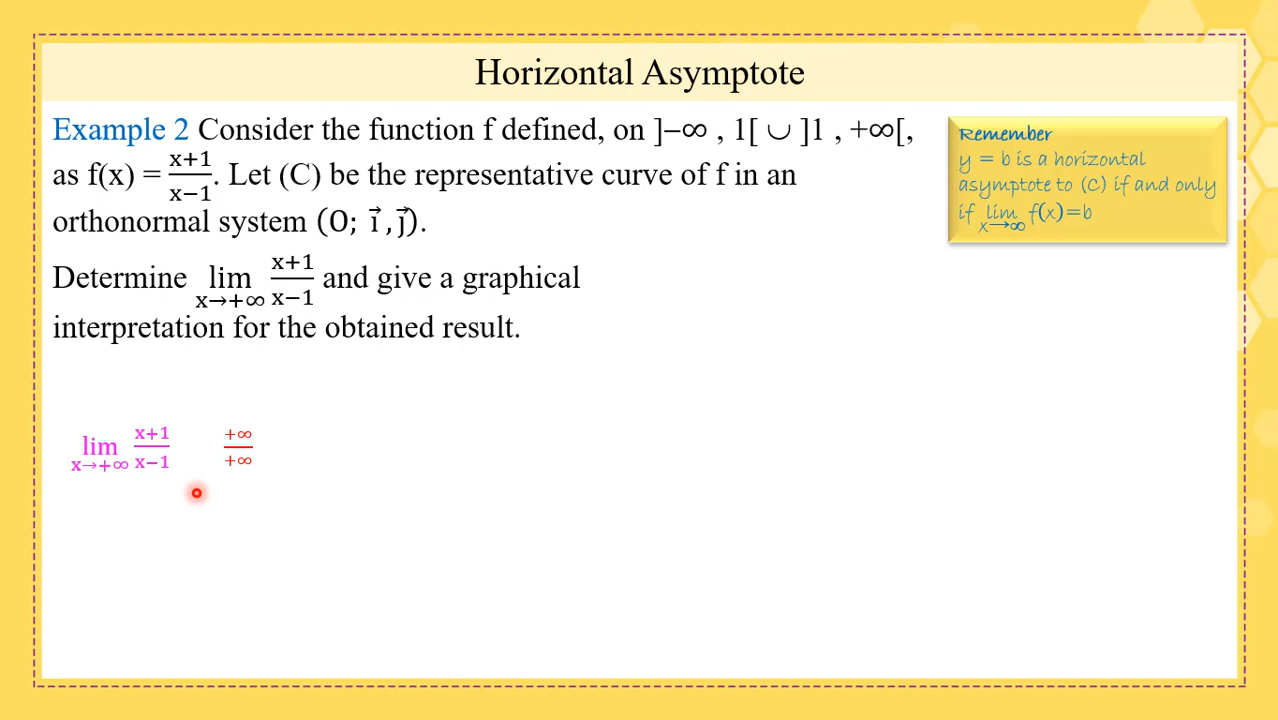 Horizontal Asymptote
Example 2 Consider the function f defined, on ]–∞ , 1[ ∪ ]1 , +∞[,
as f(x) = x+1/x−1. Let (C) be the representative curve of f in an
orthonormal system (O; i⃗ , j⃗).
Determine lim x→+∞ x+1/x−1 and give a graphical
interpretation for the obtained result.
Remember
y = b is a horizontal
asymptote to (C) if and only
if lim x→∞ f(x)=b
lim x→+∞ x+1/x−1 +∞/+∞